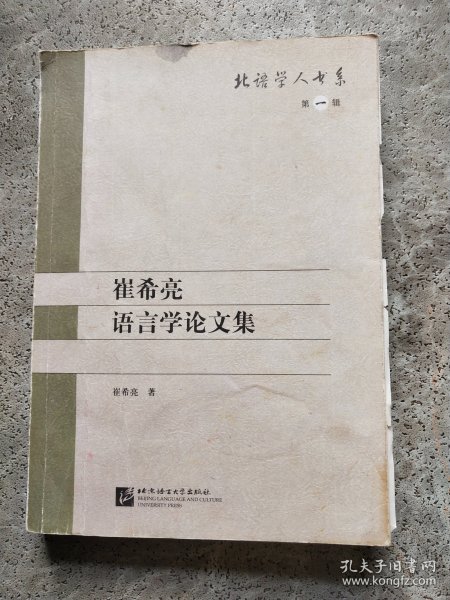 北语学人书系
第一辑
崔希亮
语言学论文集
崔希亮 著
北京语言大学出版社
BEIJING LANGUAGE AND CULTURE
UNIVERSITY PRESS
孔夫子旧书网
www.kongfz.com